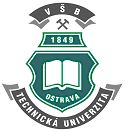 VŠB
1849
OSTRAVA
TECHNICKÁ UNIVERZITA